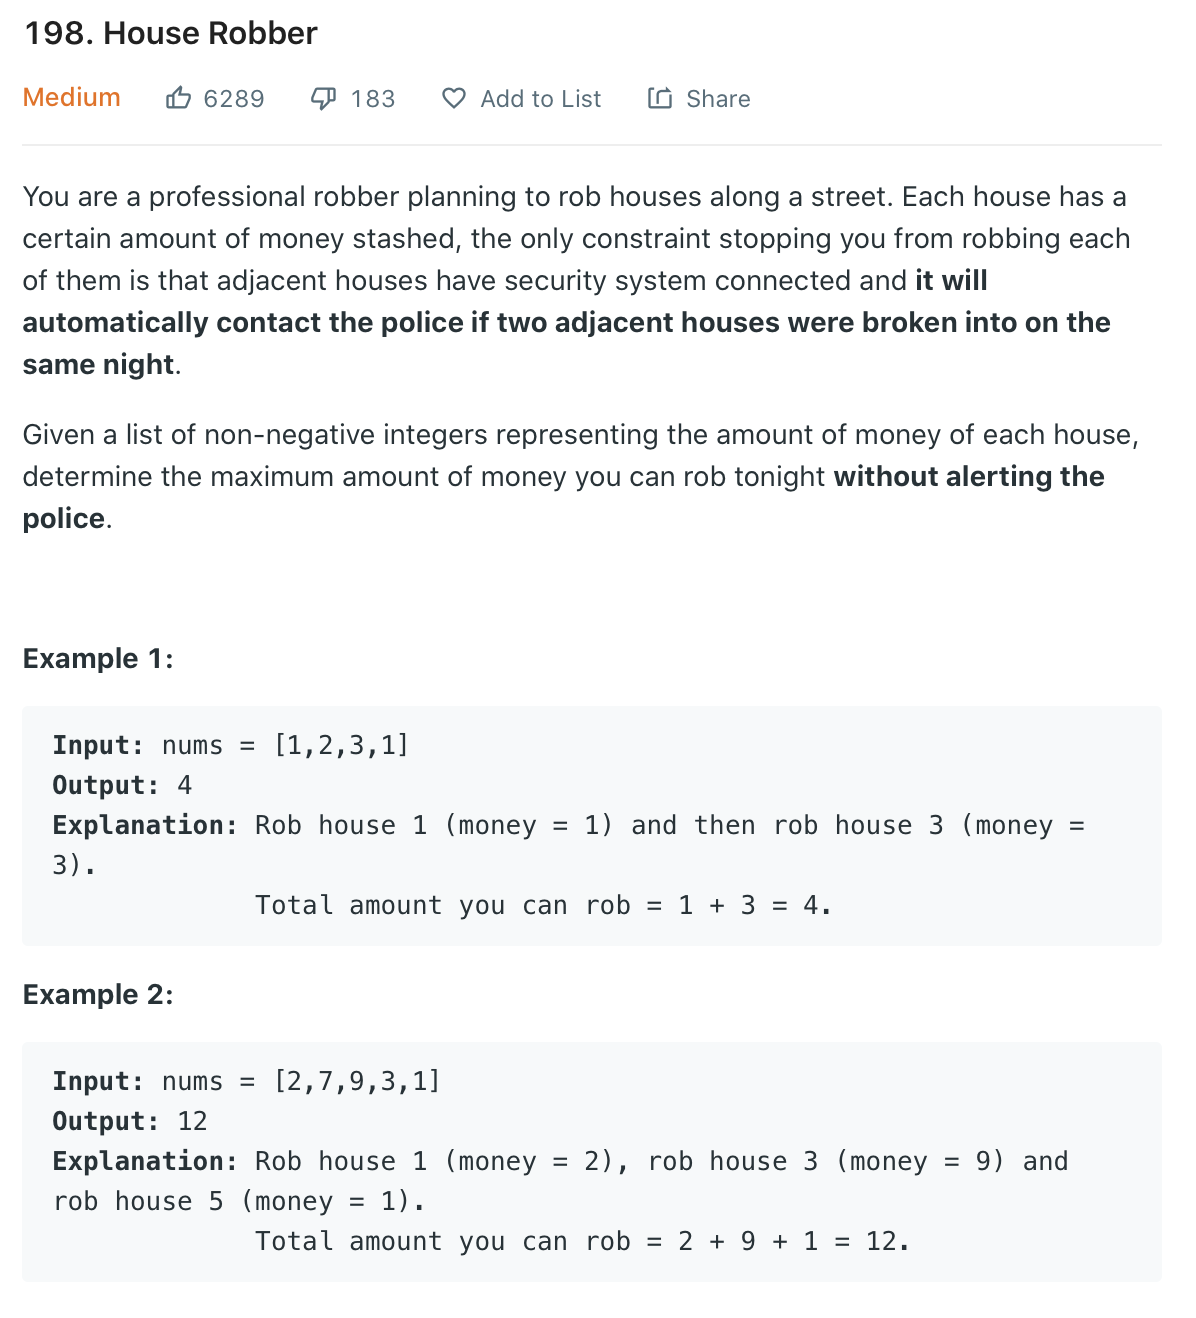 198. House Robber
Medium 6289 183 Add to List Share
You are a professional robber planning to rob houses along a street. Each house has a
certain amount of money stashed, the only constraint stopping you from robbing each
of them is that adjacent houses have security system connected and it will
automatically contact the police if two adjacent houses were broken into on the
same night.
Given a list of non-negative integers representing the amount of money of each house,
determine the maximum amount of money you can rob tonight without alerting the
police.
Example 1:
Input: nums = [1,2,3,1]
Output: 4
Explanation: Rob house 1 (money = 1) and then rob house 3 (money =
3).
Total amount you can rob = 1 + 3 = 4.
Example 2:
Input: nums = [2,7,9,3,1]
Output: 12
Explanation: Rob house 1 (money = 2), rob house 3 (money = 9) and
rob house 5 (money = 1).
Total amount you can rob = 2 + 9 + 1 = 12.